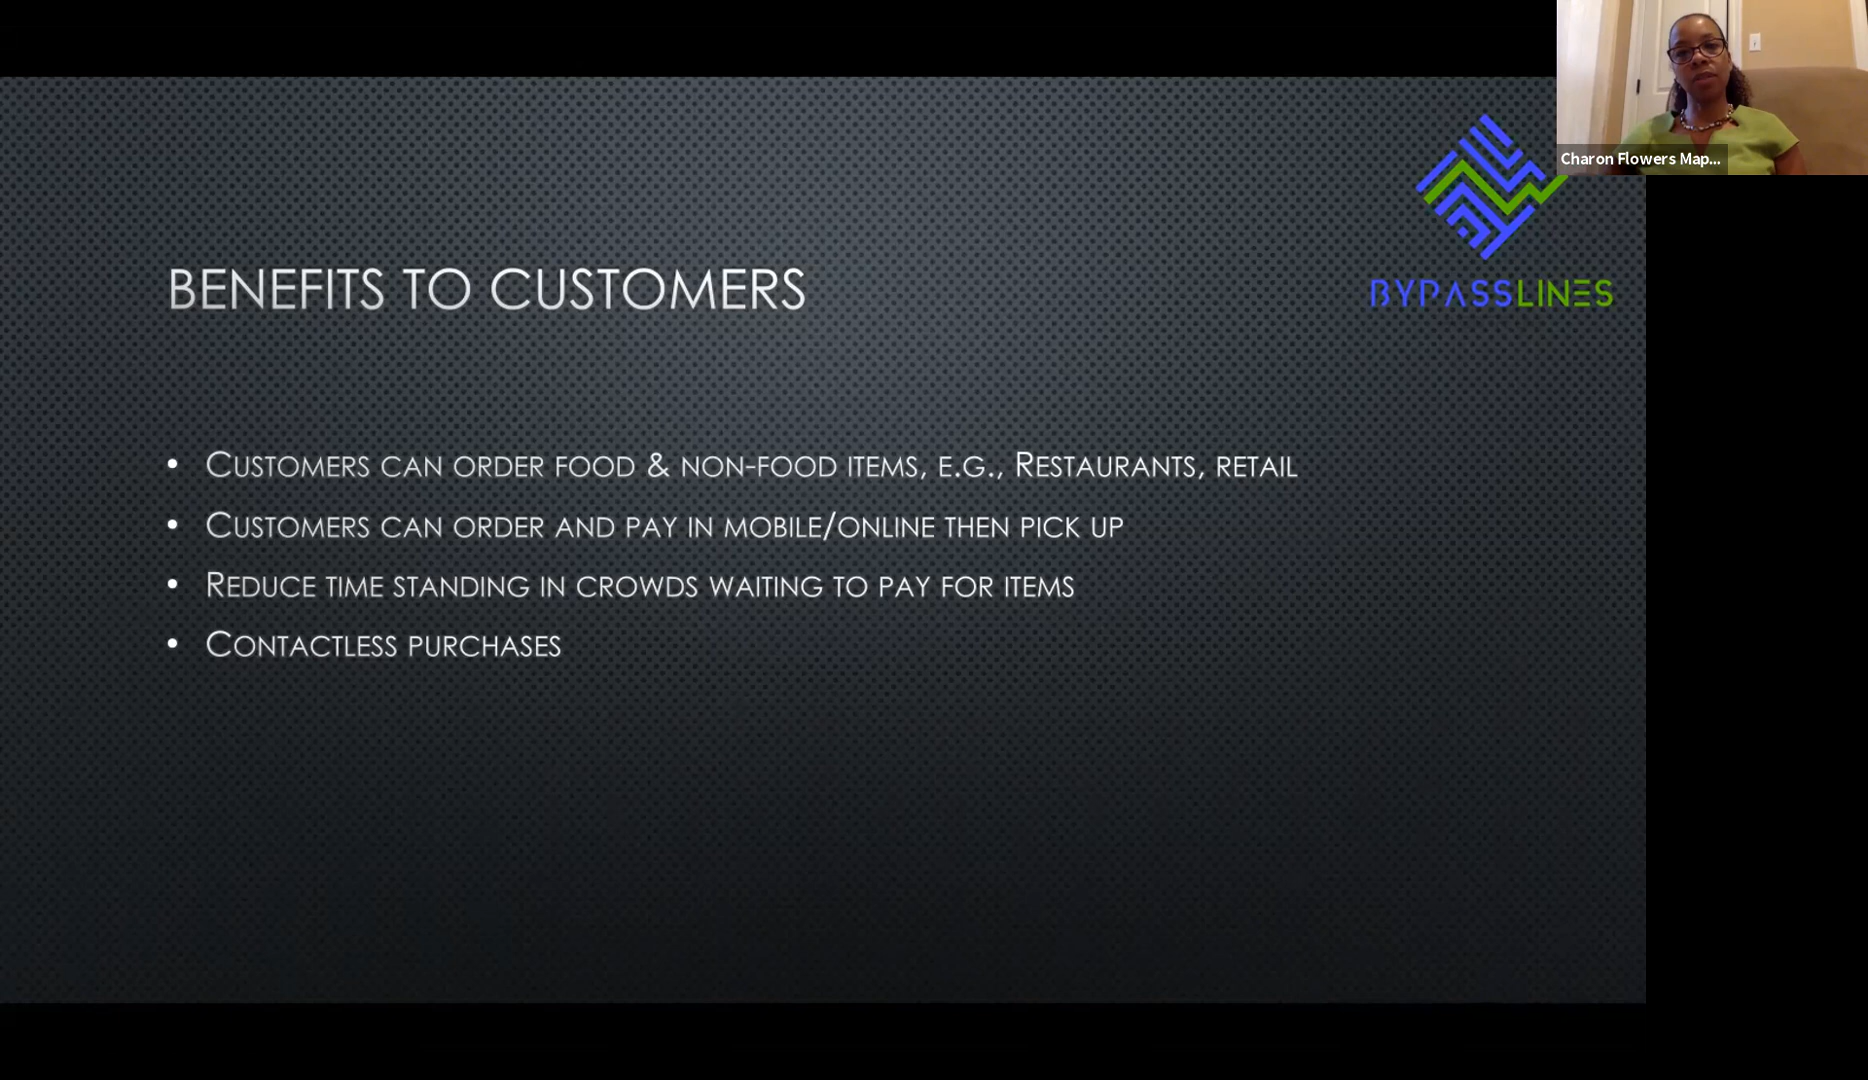 Charon Flowers Map...
BYPASSLINES
BENEFITS TO CUSTOMERS
• CUSTOMERS CAN ORDER FOOD & NON-FOOD ITEMS, E.G., RESTAURANTS, RETAIL
• CUSTOMERS CAN ORDER AND PAY IN MOBILE/ONLINE THEN PICK UP
• REDUCE TIME STANDING IN CROWDS WAITING TO PAY FOR ITEMS
• CONTACTLESS PURCHASES